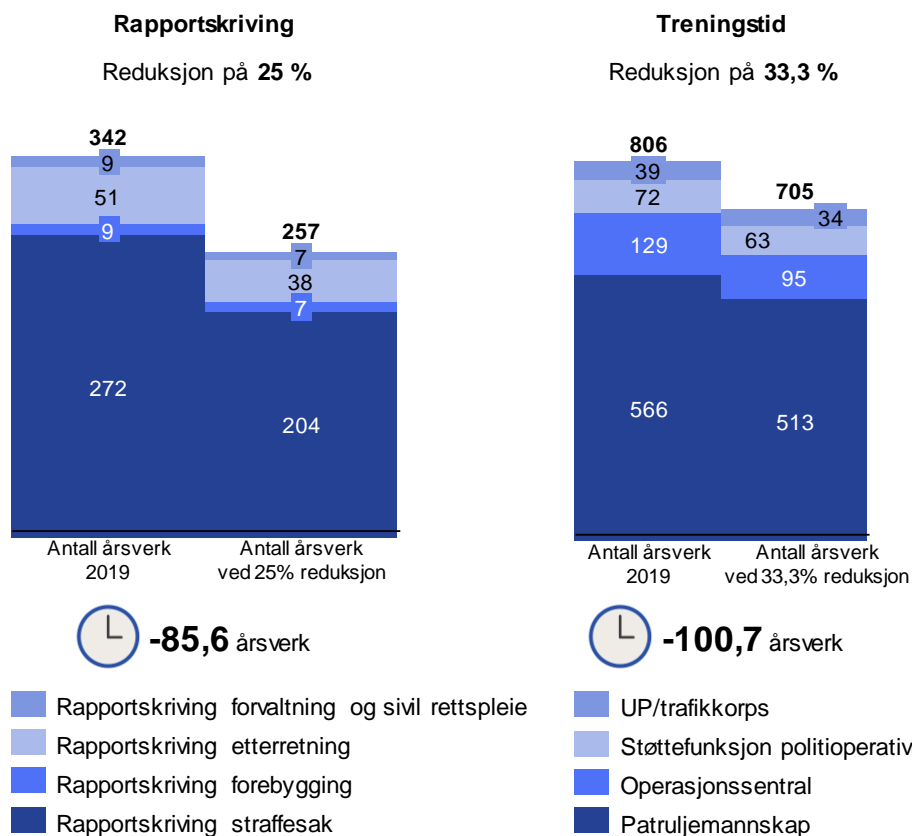 Rapportskriving
Reduksjon på 25 %
342
9
51
9
272
257
7
38
7
204
Antall årsverk
2019
Antall årsverk
ved 25% reduksjon
-85,6 årsverk
Rapportskriving forvaltning og sivil rettspleie
Rapportskriving etterretning
Rapportskriving forebygging
Rapportskriving straffesak
Treningstid
Reduksjon på 33,3 %
806
39
72
129
566
705
34
63
95
513
Antall årsverk
2019
Antall årsverk
ved 33,3% reduksjon
-100,7 årsverk
UP/trafikkorps
Støttefunksjon politioperativ
Operasjonssentral
Patruljemannskap